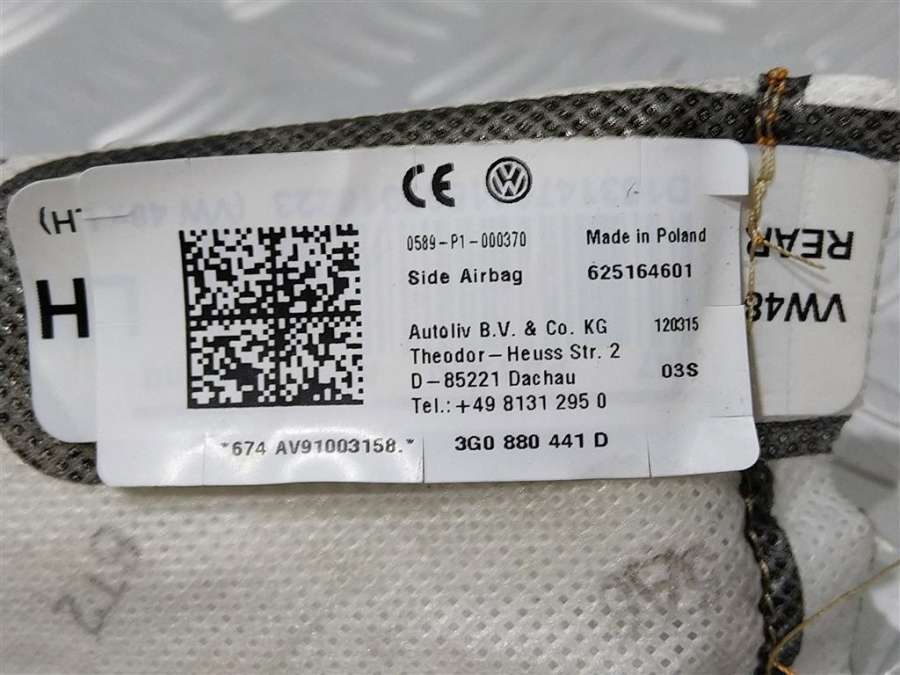 CE
0589-P1-000370 Made in Poland
Side Airbag 625164601
Autoliv B.V. & Co. KG 120315
Theodor-Heuss Str. 2
D-85221 Dachau 03S
Tel.:+49 8131 295 0
*674 AV91003158.* 3G0 880 441 D
.H)
H
REAR
VW48